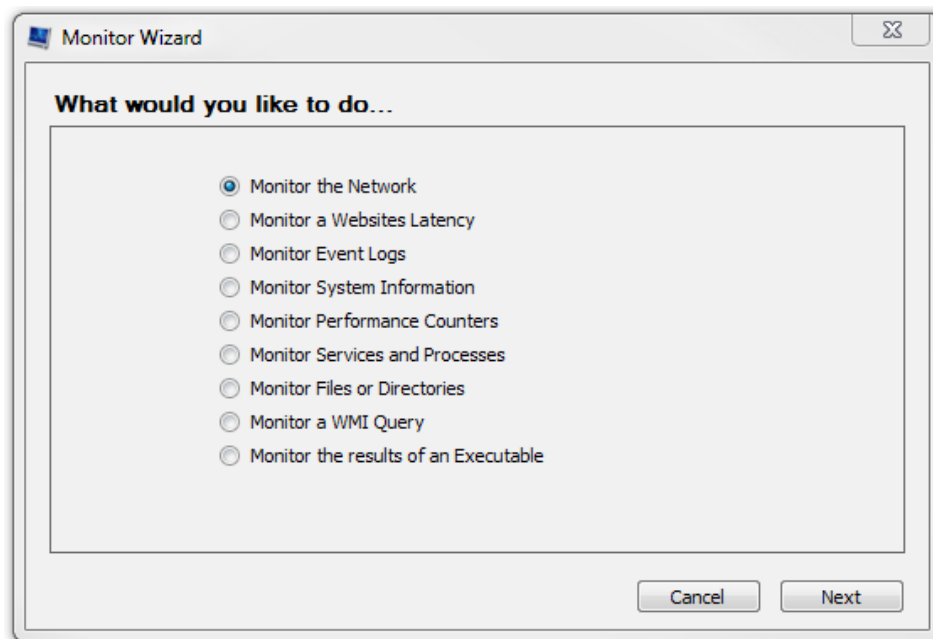 Monitor Wizard
What would you like to do...
Monitor the Network
Monitor a Websites Latency
Monitor Event Logs
Monitor System Information
Monitor Performance Counters
Monitor Services and Processes
Monitor Files or Directories
Monitor a WMI Query
Monitor the results of an Executable
Cancel Next